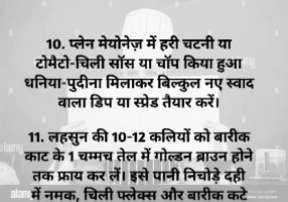 10. प्लेन मेयोनेज़ में हरी चटनी या
टोमैटो-चिली सॉस या चॉप किया हुआ
धनिया-पुदीना मिलाकर बिल्कुल नए स्वाद
वाला डिप या स्प्रेड तैयार करें।
11. लहसुन की 10-12 कलियों को बारीक
काट के 1 चम्मच तेल में गोल्डन ब्राउन होने
तक फ्राय कर लें। इसे पानी निचोड़े दही
में नमक, चिली फ्लेक्स और बारीक कटे